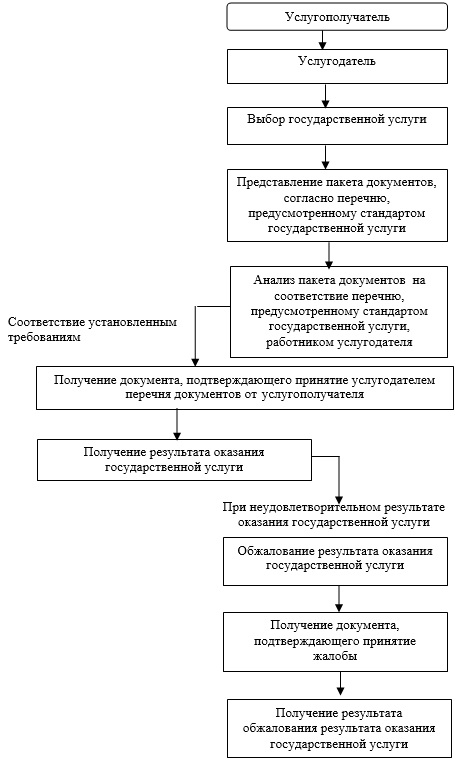 Услугополучатель
Услугодатель
Выбор государственной услуги
Представление пакета документов,
согласно перечню,
предусмотренному стандартом
государственной услуги
Анализ пакета документов на
соответствие перечню,
предусмотренному стандартом
государственной услуги,
работником услугодателя
Соответствие установленным
требованиям
Получение документа, подтверждающего принятие услугодателем
перечня документов от услугополучателя
Получение результата оказания
государственной услуги
При неудовлетворительном результате
оказания государственной услуги
Обжалование результата оказания
государственной услуги
Получение документа,
подтверждающего принятие
жалобы
Получение результата
обжалования результата оказания
государственной услуги